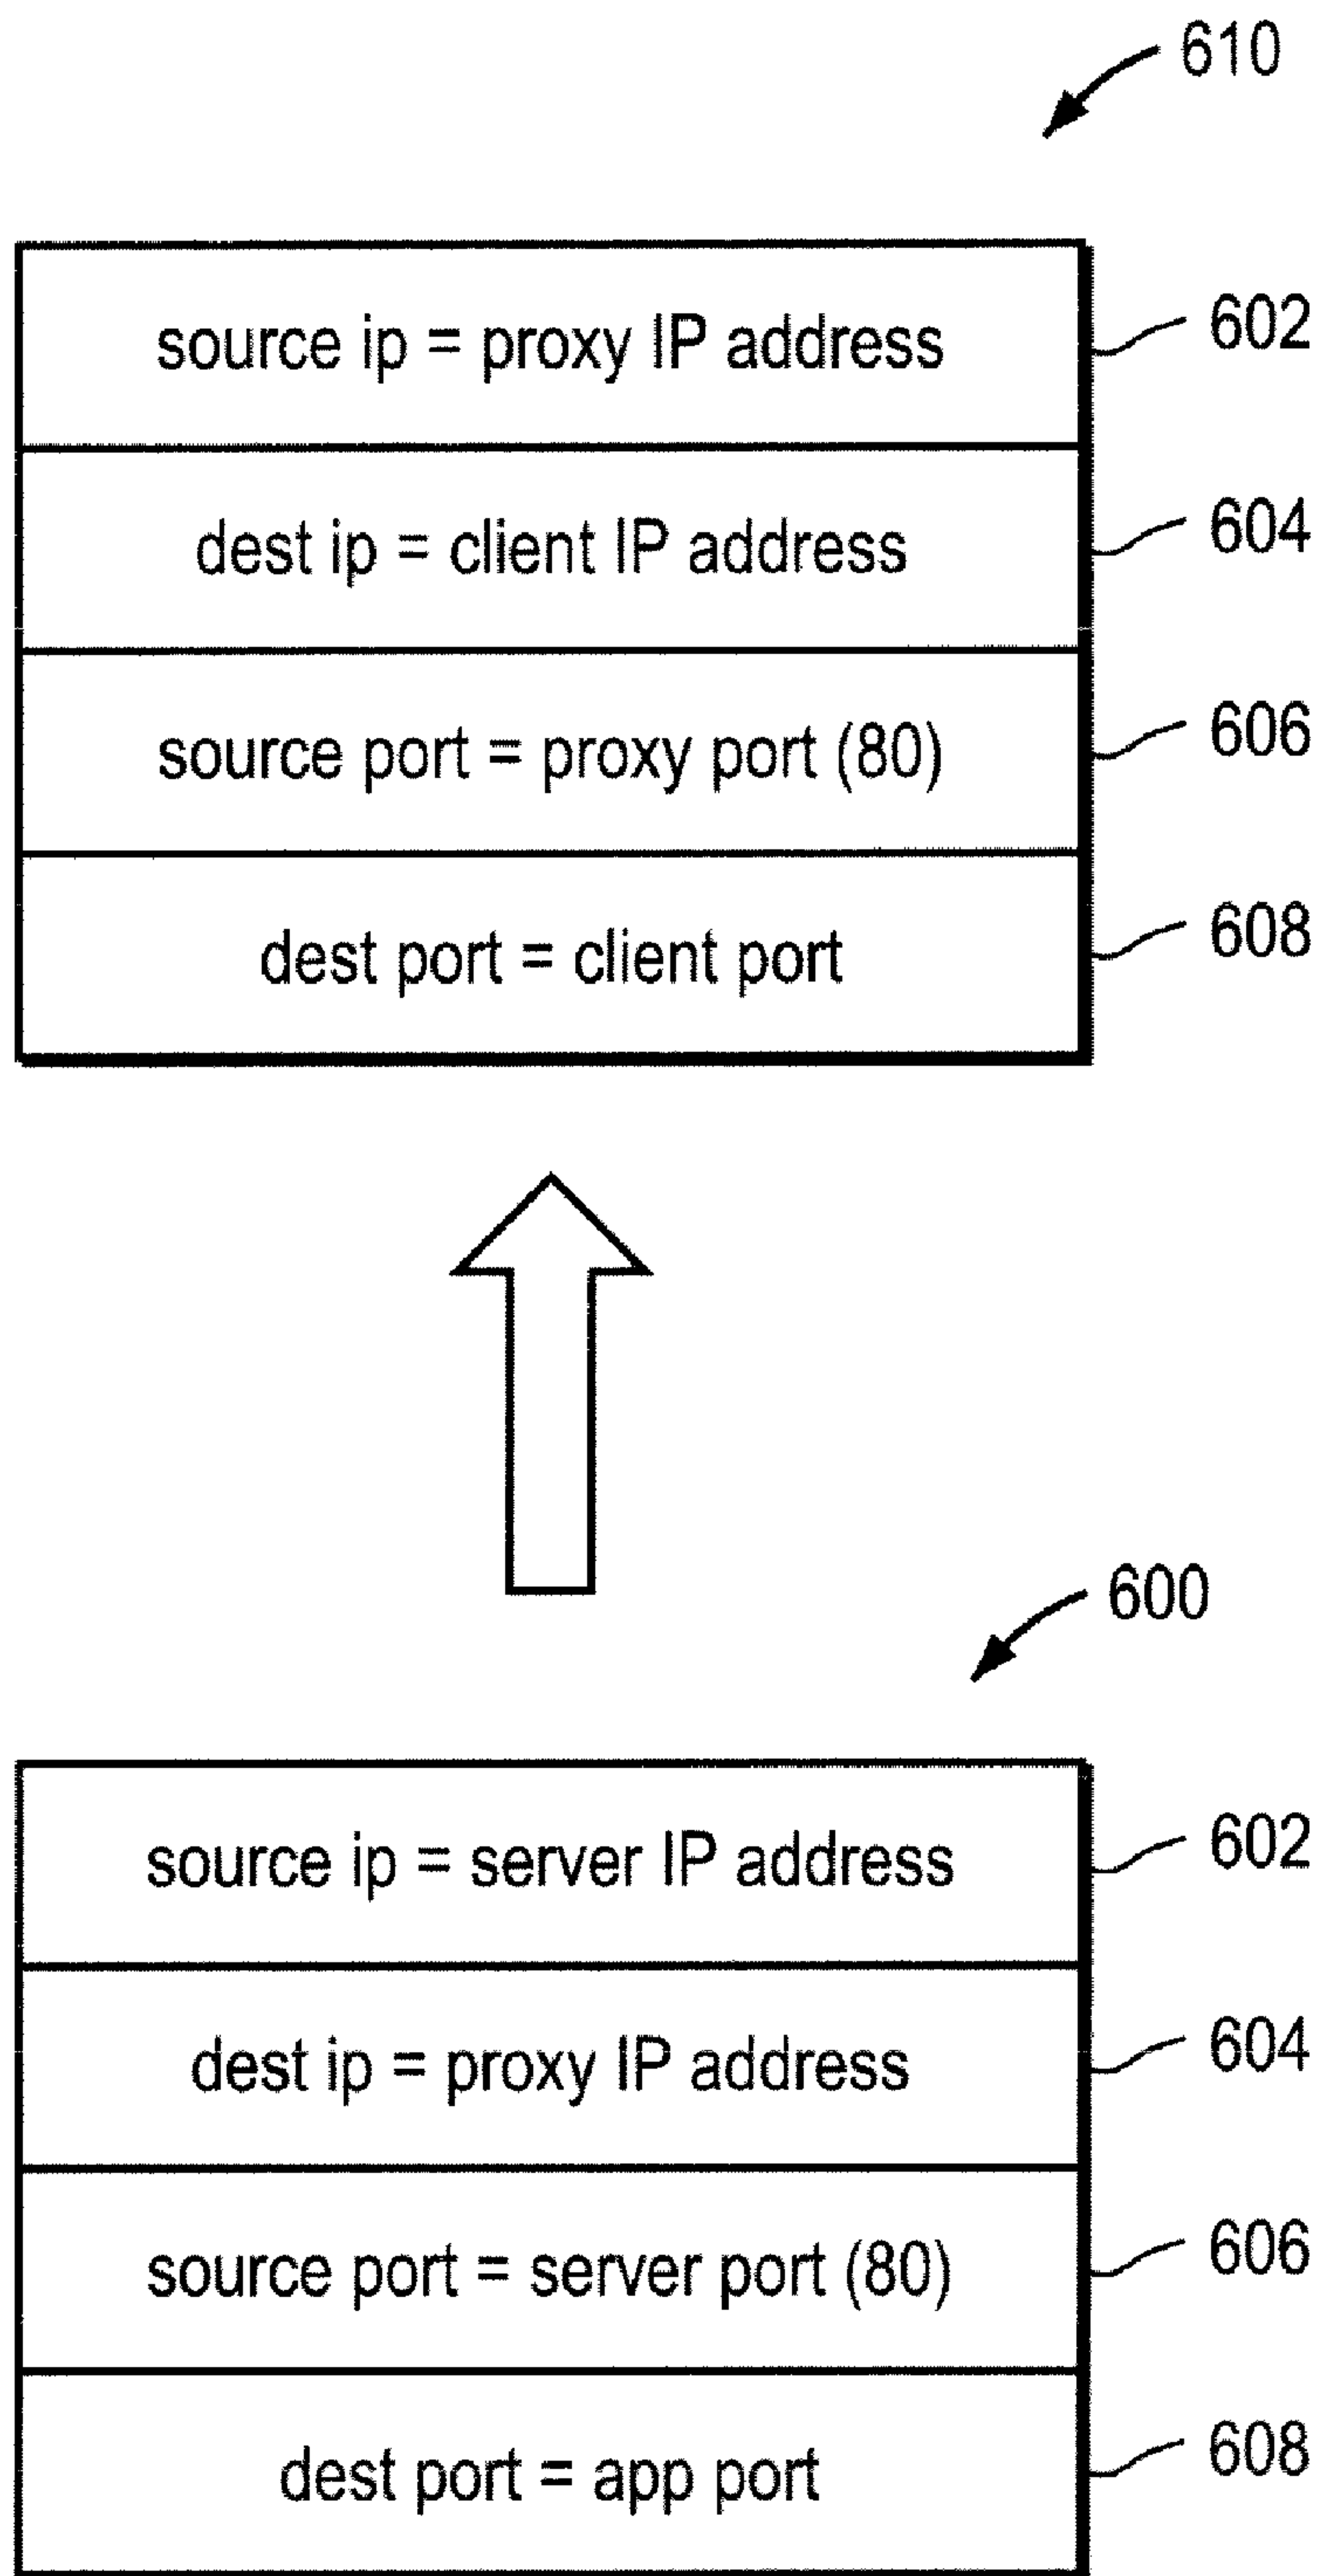 610
source ip = proxy IP address 602
dest ip = client IP address 604
source port = proxy port (80) 606
dest port = client port 608
600
source ip = server IP address 602
dest ip = proxy IP address 604
source port = server port (80) 606
dest port = app port 608